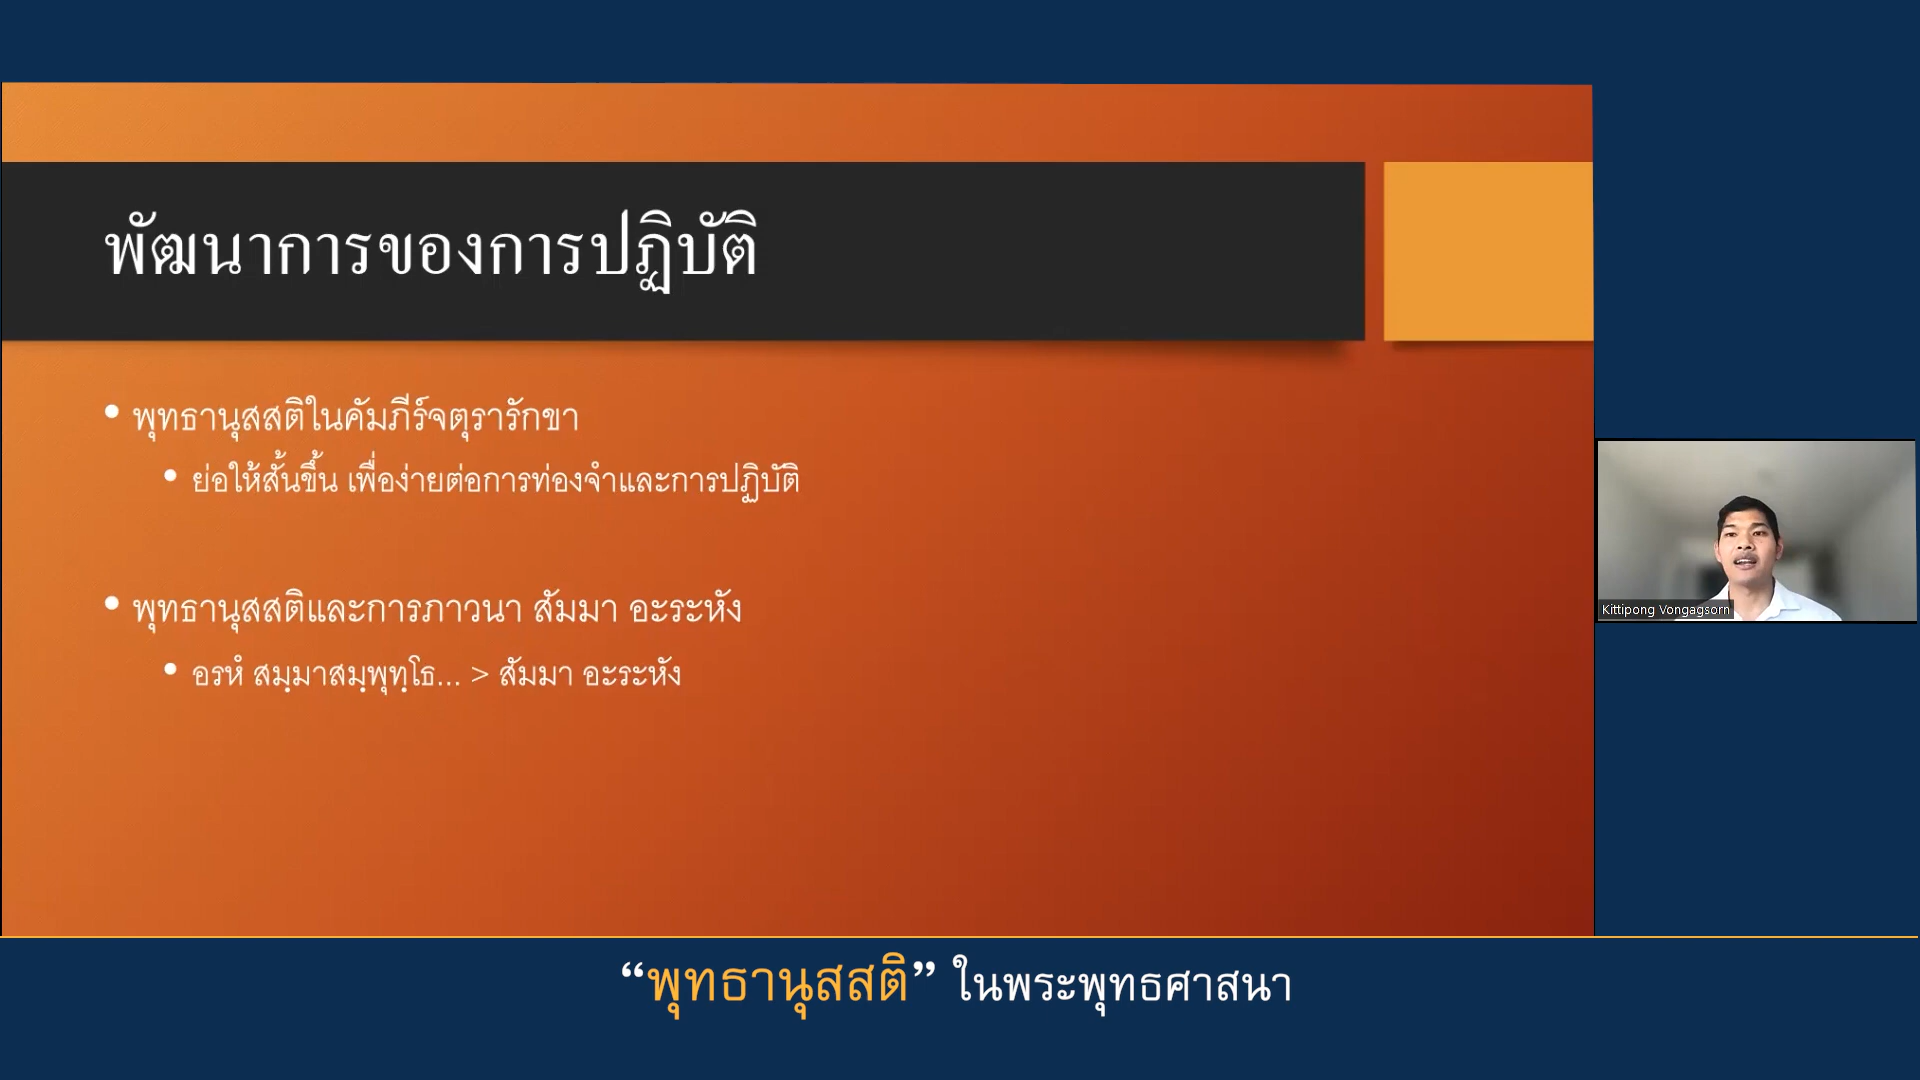 พัฒนาการของการปฏิบัติ
• พุทธานุสสติในคัมภีร์จตุรารักขา
• ย่อให้สั้นขึ้น เพื่อง่ายต่อการท่องจำและการปฏิบัติ
• พุทธานุสสติและการภาวนา สัมมา อะระหัง
• อรหํ สมฺมาสมฺพุทฺโธ... > สัมมา อะระหัง
Kittipong Vongagsorn
“พุทธานุสสติ” ในพระพุทธศาสนา